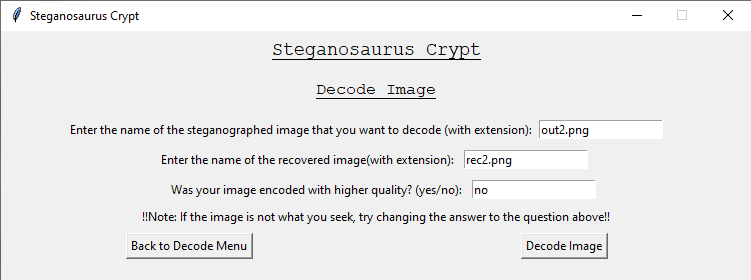 Steganosaurus Crypt
Steganosaurus Crypt
Decode Image
Enter the name of the steganographed image that you want to decode (with extension): out2.png
Enter the name of the recovered image(with extension): rec2.png
Was your image encoded with higher quality? (yes/no): no
!!Note: If the image is not what you seek, try changing the answer to the question above!!
Back to Decode Menu Decode Image